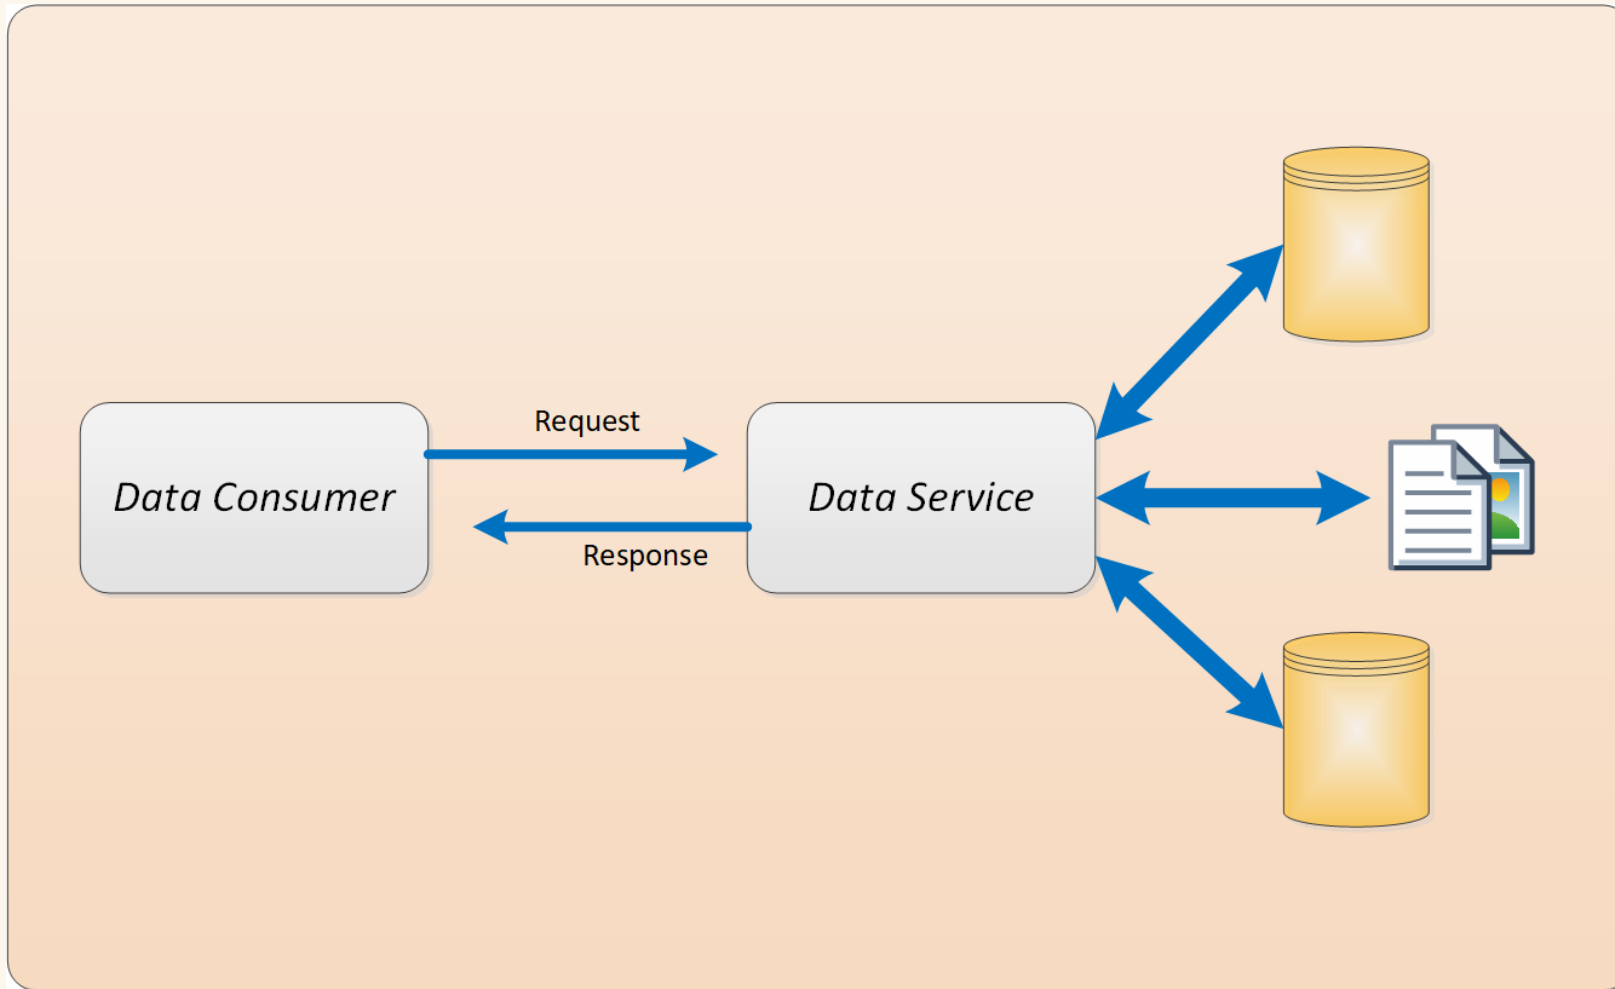 Request
Data Consumer
Data Service
Response